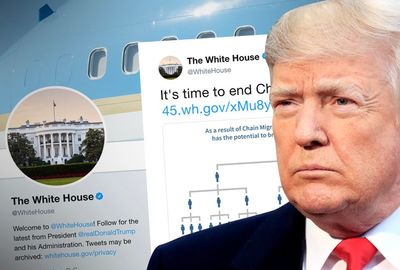 The White House
@WhiteHouse
Welcome to @WhiteHouse! Follow for the
latest from President @realDonaldTrump
and his Administration. Tweets may be
archived: whitehouse.gov/privacy
The White House
@WhiteHouse
It's time to end Ch
45.wh.gov/xMu8y
As a result of Chain Migr
has the potential to br